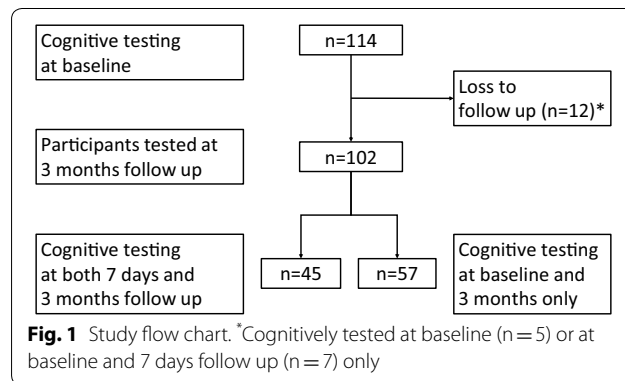 Cognitive testing
at baseline
n=114
Loss to
follow up (n=12)*
Participants tested at
3 months follow up
n=102
Cognitive testing
at both 7 days and
3 months follow up
n=45
n=57
Cognitive testing
at baseline and
3 months only
Fig. 1 Study flow chart. *Cognitively tested at baseline (n = 5) or at
baseline and 7 days follow up (n = 7) only